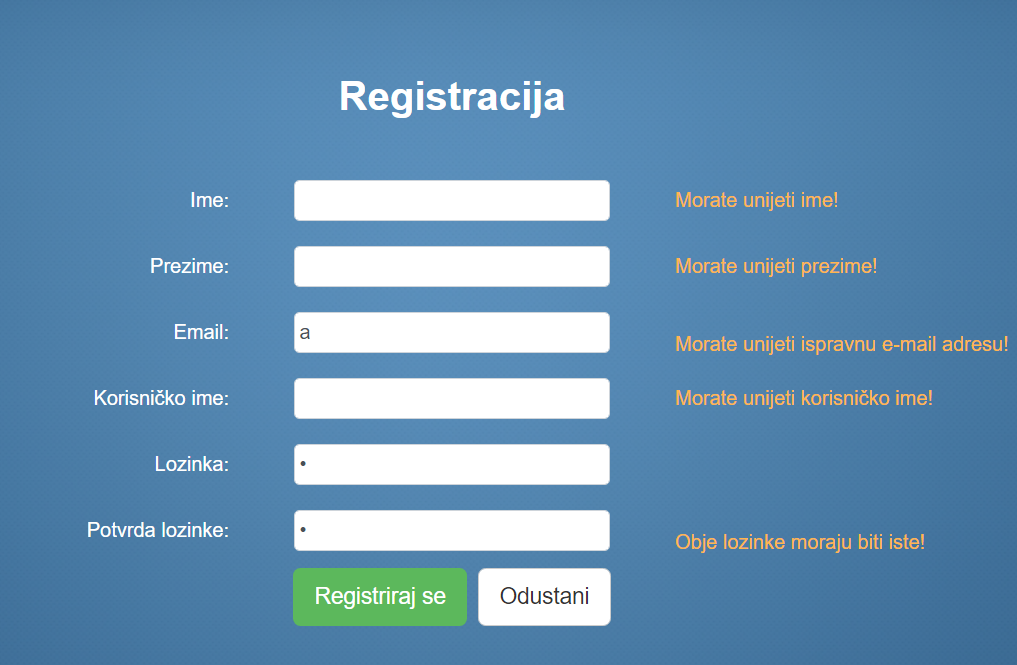 Registracija
Ime: Morate unijeti ime!
Prezime: Morate unijeti prezime!
Email: a Morate unijeti ispravnu e-mail adresu!
Korisničko ime: Morate unijeti korisničko ime!
Lozinka: •
Potvrda lozinke: • Obje lozinke moraju biti iste!
Registriraj se Odustani